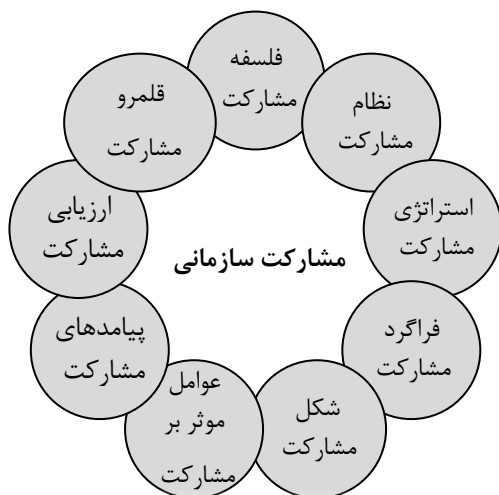 فلسفه
مشارکت
نظام
مشارکت
استراتژی
مشارکت
فراگرد
مشارکت
شکل
مشارکت
عوامل
موثر بر
مشارکت
پیامدهای
مشارکت
ارزیابی
مشارکت
قلمرو
مشارکت
مشارکت سازمانی